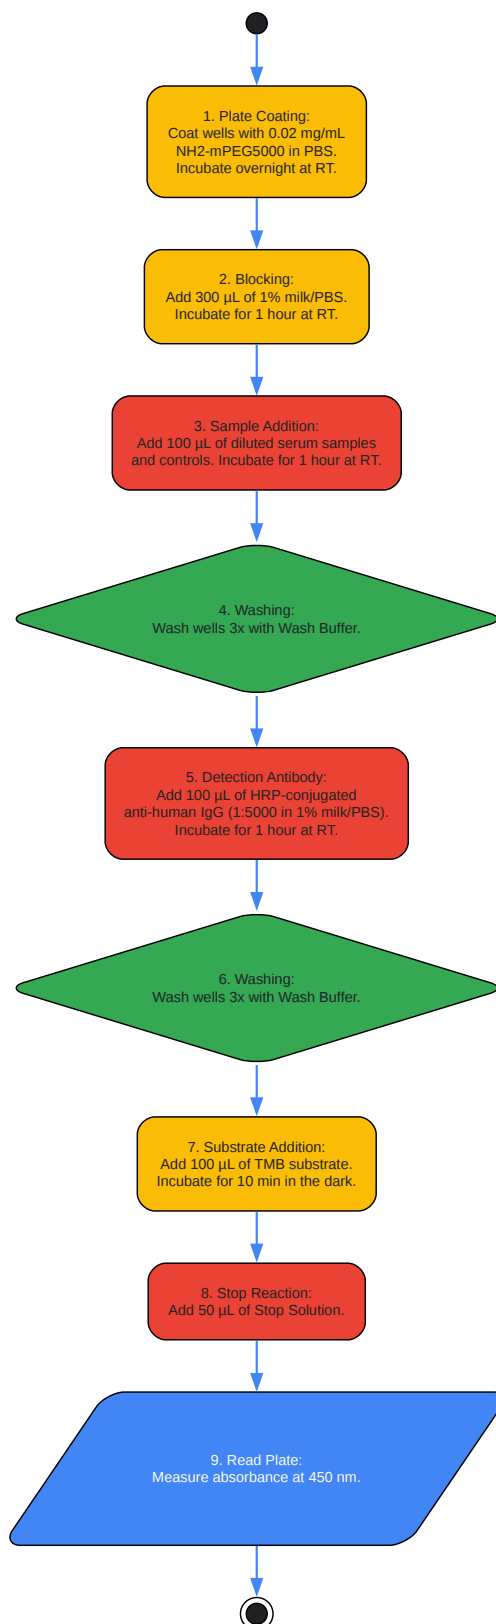 1. Plate Coating:
Coat wells with 0.02 mg/mL
NH2-mPEG5000 in PBS.
Incubate overnight at RT.
2. Blocking:
Add 300 µL of 1% milk/PBS.
Incubate for 1 hour at RT.
3. Sample Addition:
Add 100 µL of diluted serum samples
and controls. Incubate for 1 hour at RT.
4. Washing:
Wash wells 3x with Wash Buffer.
5. Detection Antibody:
Add 100 µL of HRP-conjugated
anti-human IgG (1:5000 in 1% milk/PBS).
Incubate for 1 hour at RT.
6. Washing:
Wash wells 3x with Wash Buffer.
7. Substrate Addition:
Add 100 µL of TMB substrate.
Incubate for 10 min in the dark.
8. Stop Reaction:
Add 50 µL of Stop Solution.
9. Read Plate:
Measure absorbance at 450 nm.